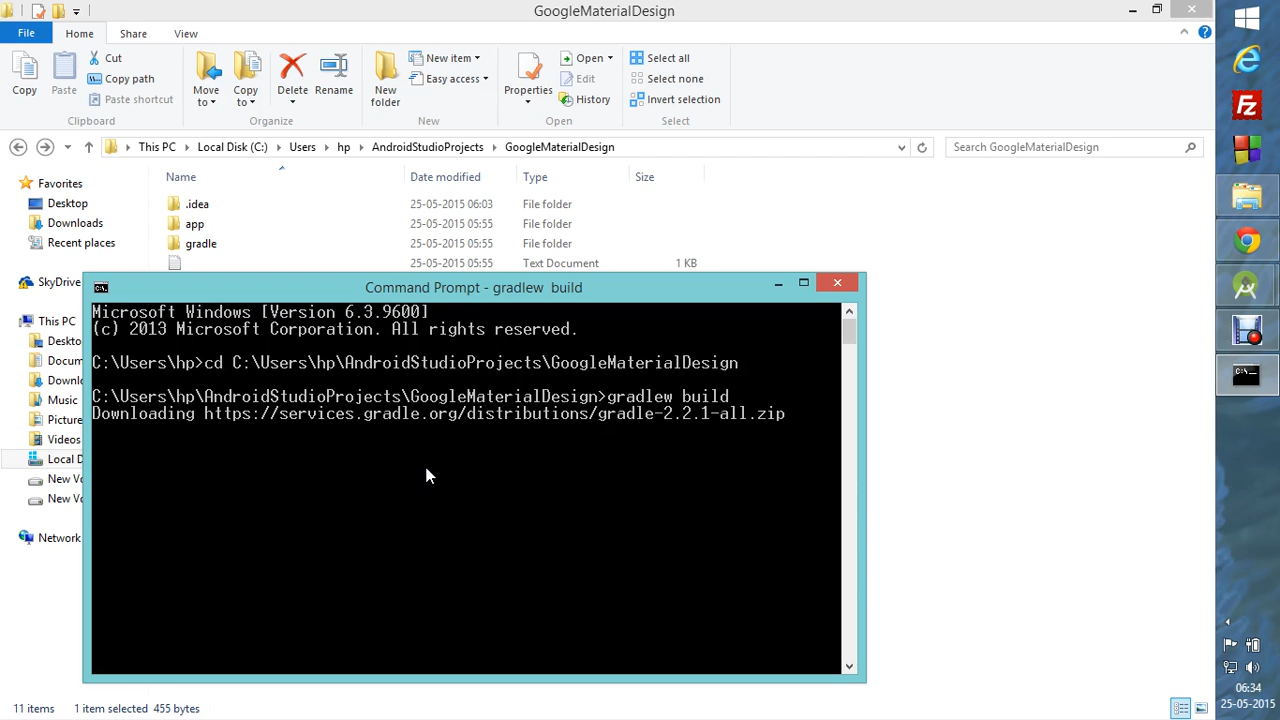 GoogleMaterialDesign
File Home Share View
Copy
Paste
Cut
Copy path
Paste shortcut
Clipboard
Move to
Copy to
Delete
Rename
Organize
New folder
New item
Easy access
New
Properties
Open
Edit
History
Open
Select all
Select none
Invert selection
Select
This PC Local Disk (C:) Users hp AndroidStudioProjects GoogleMaterialDesign
Search GoogleMaterialDesign
Name Date modified Type Size
Favorites
Desktop
Downloads
Recent places
SkyDrive
This PC
Music
Videos
Network
.idea 25-05-2015 06:03 File folder
app 25-05-2015 05:55 File folder
gradle 25-05-2015 05:55 File folder
25-05-2015 05:55 Text Document 1 KB
Command Prompt - gradlew build
C:\.
Microsoft Windows [Version 6.3.9600]
(c) 2013 Microsoft Corporation. All rights reserved.
C:\Users\hp>cd C:\Users\hp\AndroidStudioProjects\GoogleMaterialDesign
C:\Users\hp\AndroidStudioProjects\GoogleMaterialDesign>gradlew build
Downloading https://services.gradle.org/distributions/gradle-2.2.1-all.zip
11 items 1 item selected 455 bytes
Fz
06:34
25-05-2015